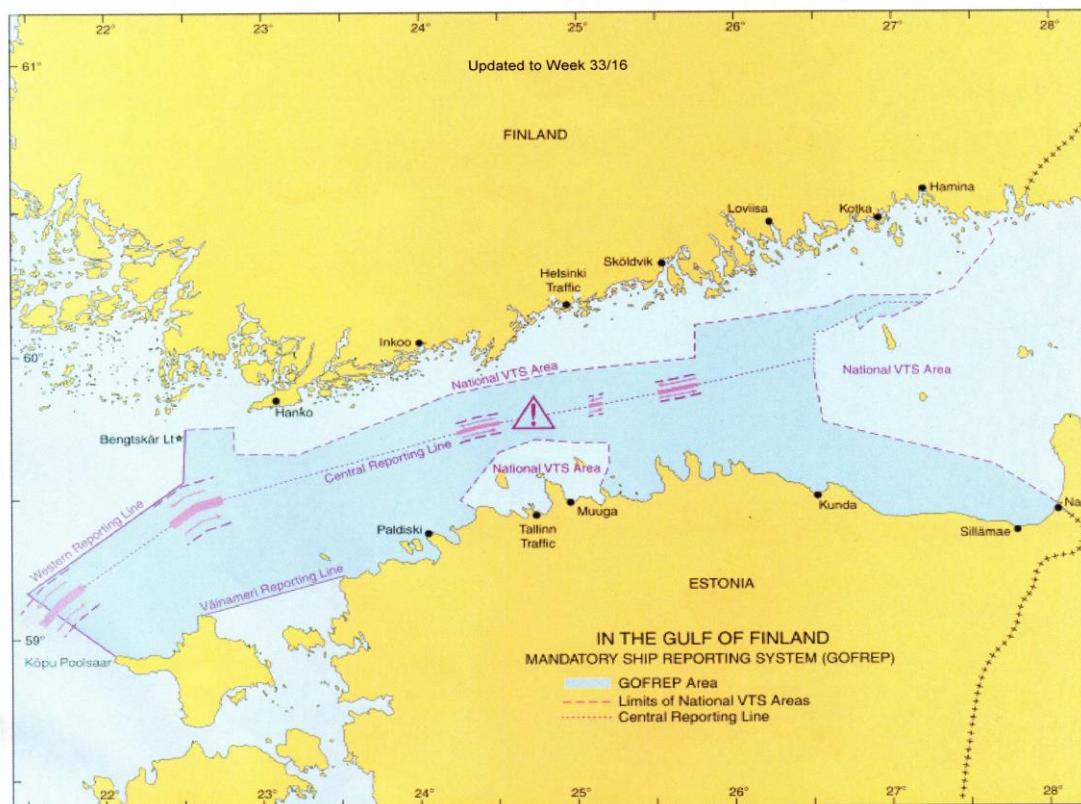 22° 23° 24° 25° 26° 27° 28°
61°
Updated to Week 33/16
FINLAND
Hamina
Loviisa
Kotka
Sköldvik
Helsinki
Traffic
Inkoo
60°
National VTS Area
National VTS Area
Hanko
Bengtskär Lt
Central Reporting Line
National VTS Area
Western Reporting Line
Muuga
Kunda
Na
Paldiski
Tallinn
Traffic
Sillämae
Väinameri Reporting Line
ESTONIA
59°
Kõpu Poolsaar
IN THE GULF OF FINLAND
MANDATORY SHIP REPORTING SYSTEM (GOFREP)
GOFREP Area
Limits of National VTS Areas
Central Reporting Line
22° 23° 24° 25° 26° 27° 28°